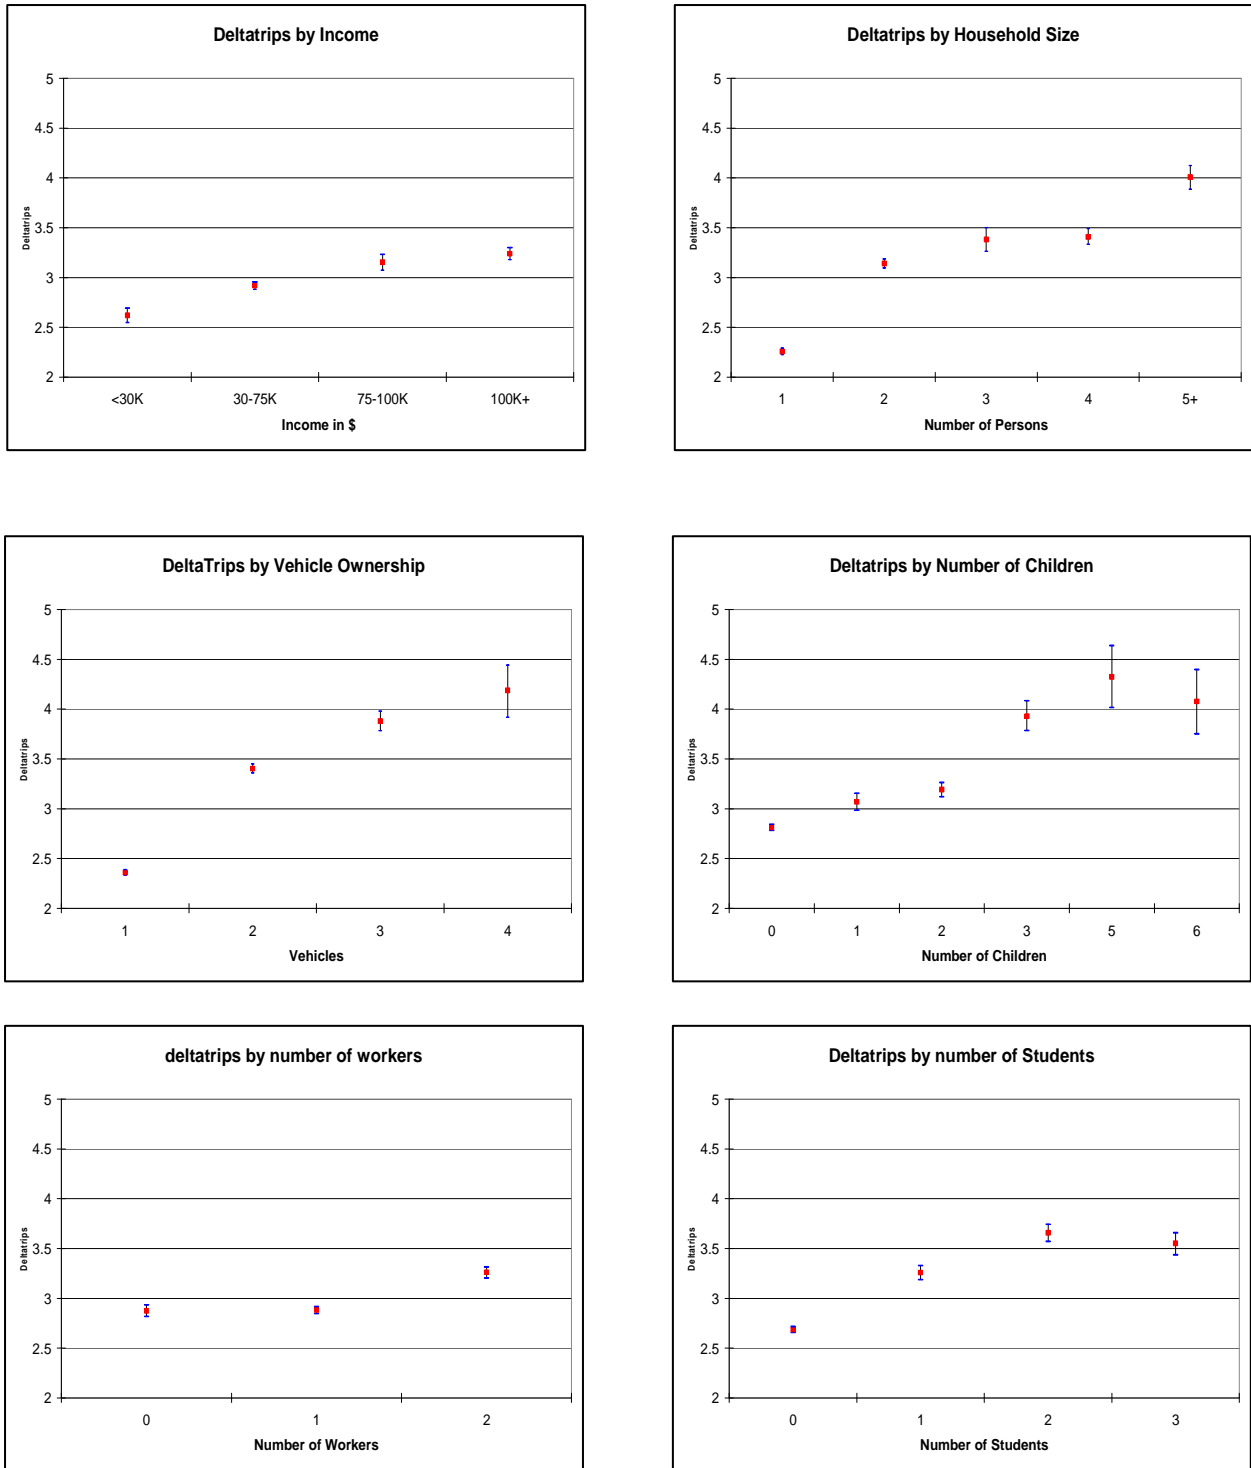 Deltatrips by Income
5
4.5
4
3.5
3
2.5
2
Deltatrips
<30K 30-75K 75-100K 100K+
Income in $
Deltatrips by Household Size
5
4.5
4
3.5
3
2.5
2
Deltatrips
1 2 3 4 5+
Number of Persons
DeltaTrips by Vehicle Ownership
5
4.5
4
3.5
3
2.5
2
Deltatrips
1 2 3 4
Vehicles
Deltatrips by Number of Children
5
4.5
4
3.5
3
2.5
2
Deltatrips
0 1 2 3 5 6
Number of Children
deltatrips by number of workers
5
4.5
4
3.5
3
2.5
2
Deltatrips
0 1 2
Number of Workers
Deltatrips by number of Students
5
4.5
4
3.5
3
2.5
2
Deltatrips
0 1 2 3
Number of Students